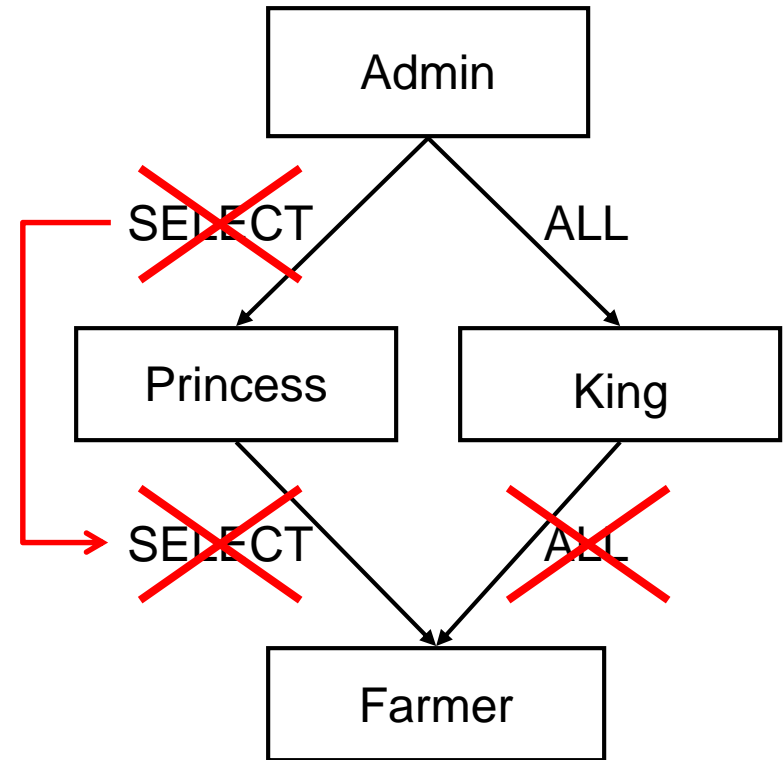 Admin
SELECT
ALL
Princess
King
SELECT
ALL
Farmer